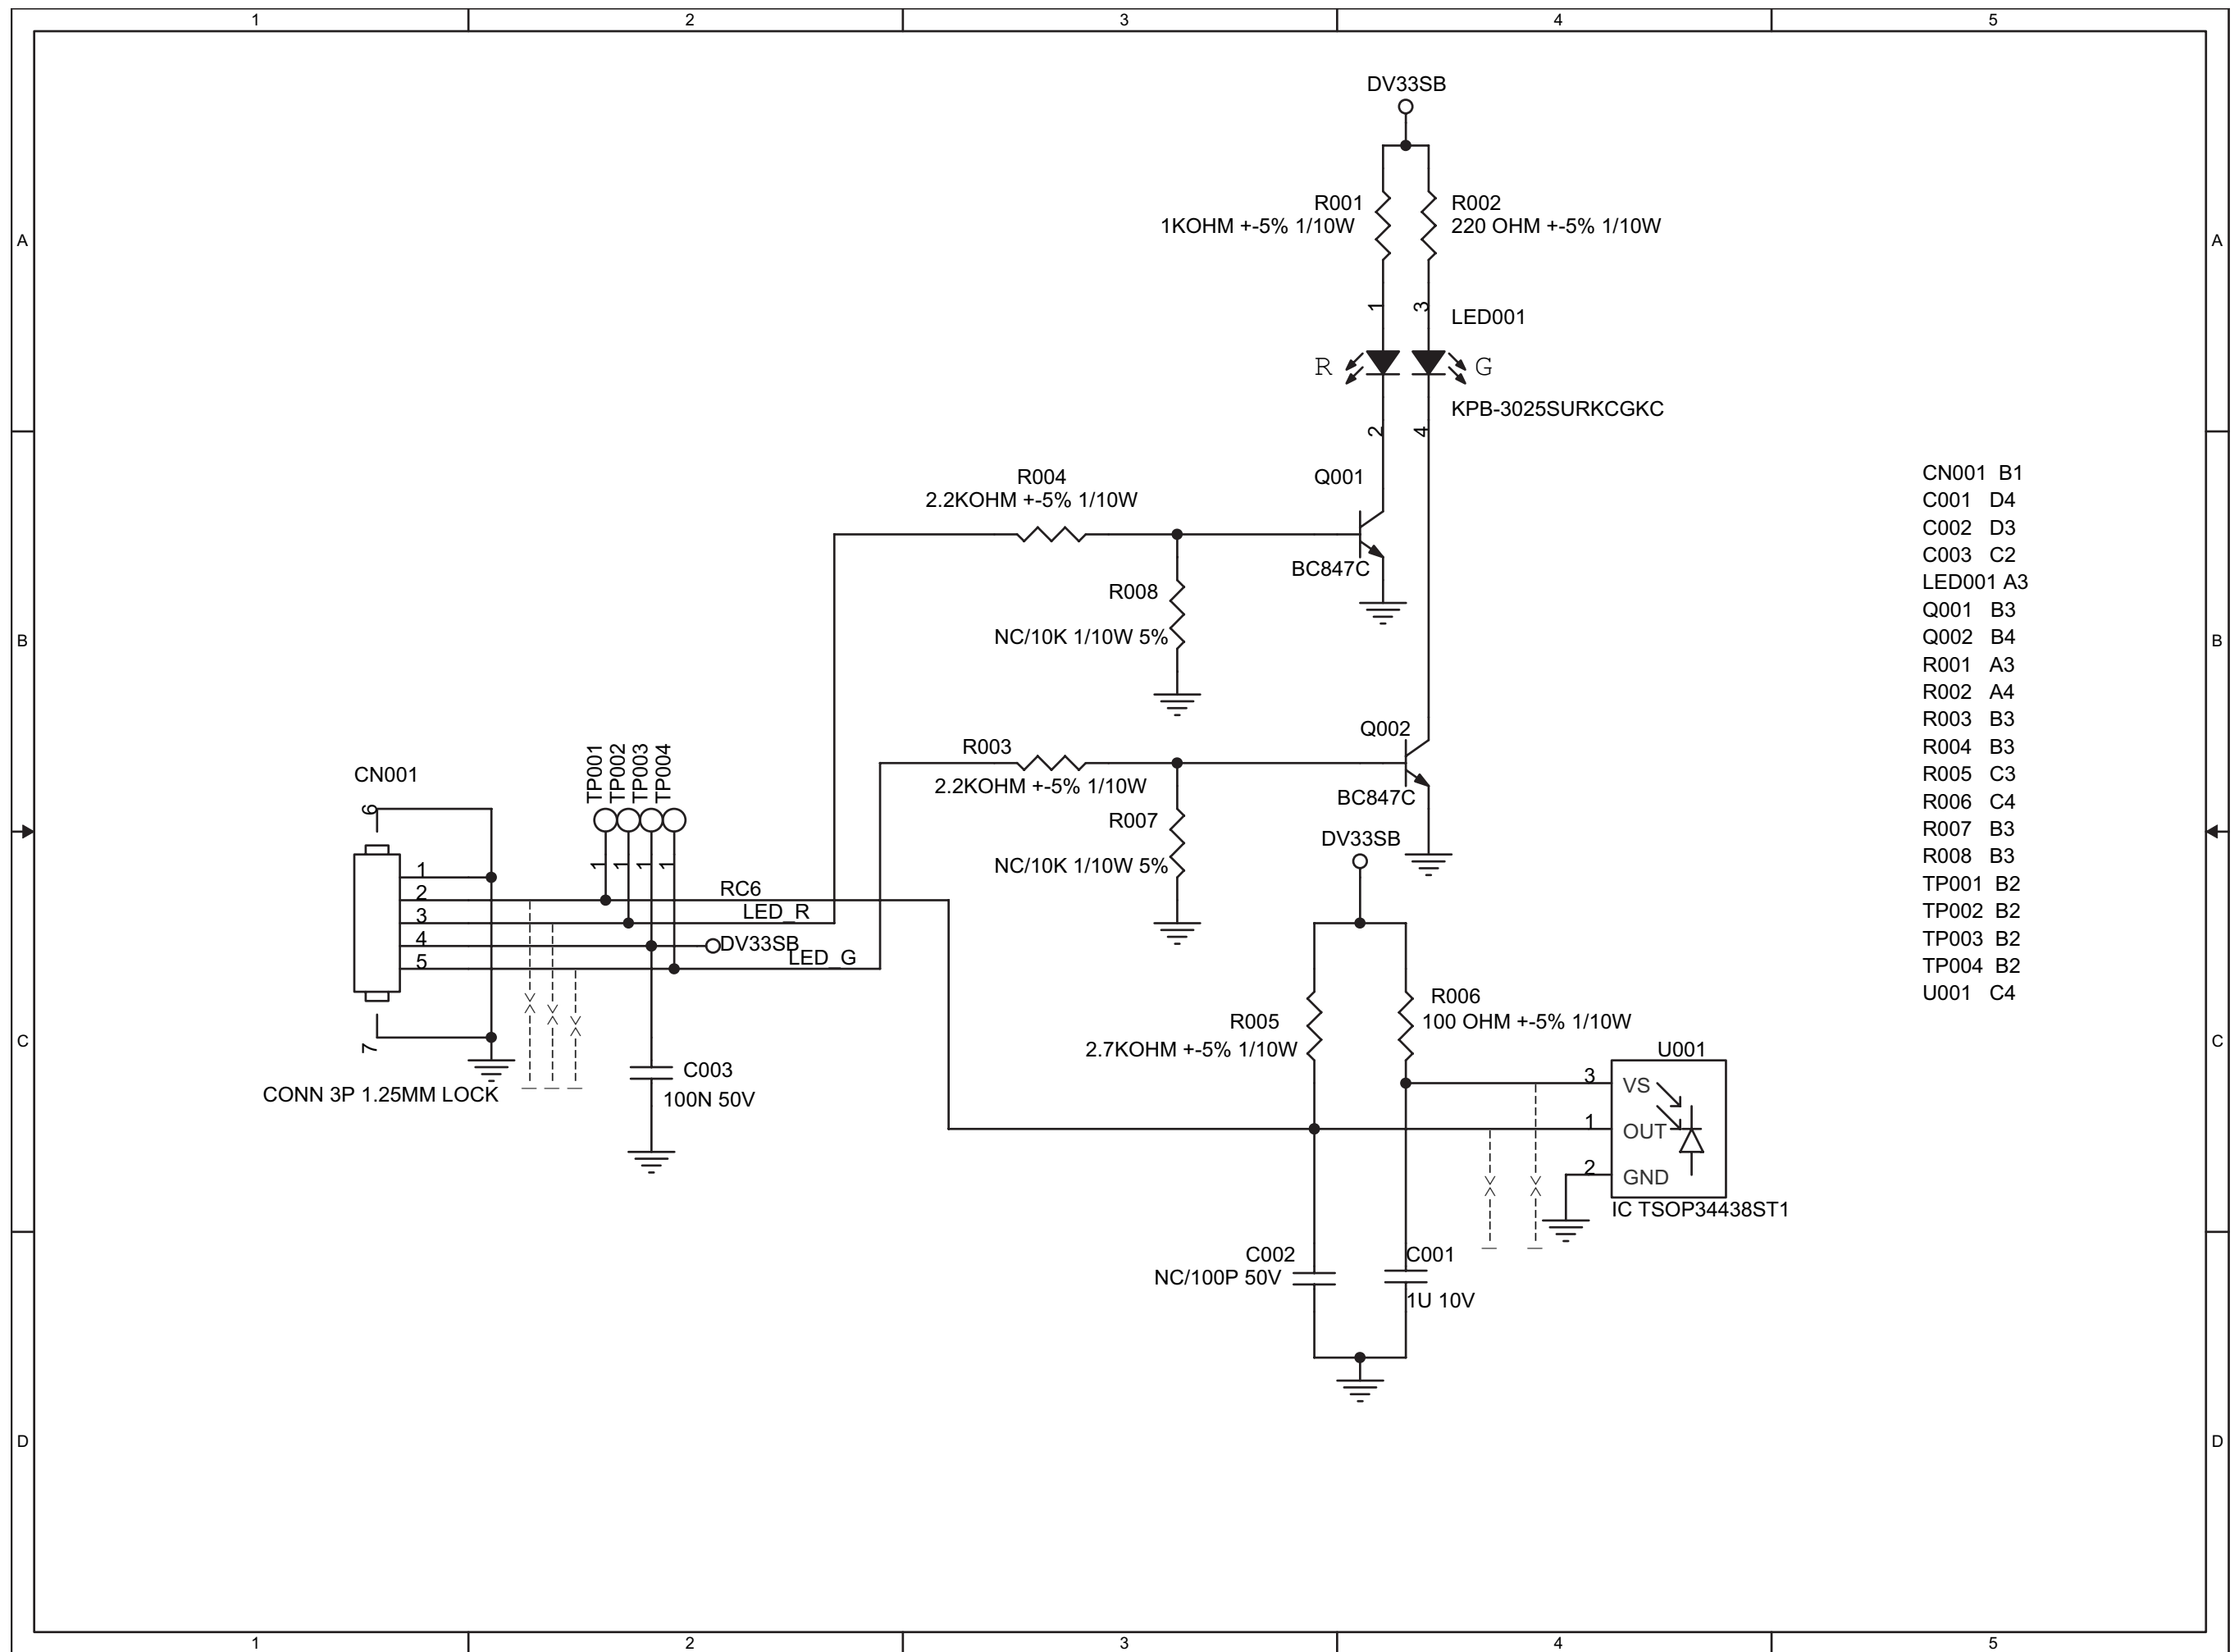 1 2 3 4 5
DV33SB
R001
1KOHM +-5% 1/10W
R002
220 OHM +-5% 1/10W
A A
1 3
LED001
R G
KPB-3025SURKCGKC
2 4
R004
2.2KOHM +-5% 1/10W
Q001
BC847C
R008
NC/10K 1/10W 5%
B B
Q002
R003
2.2KOHM +-5% 1/10W
BC847C
R007
NC/10K 1/10W 5%
DV33SB
CN001
6
1
2
3
4
5
7
CONN 3P 1.25MM LOCK
TP001
TP002
TP003
TP004
1 1 1 1
RC6
LED_R
DV33SB
LED_G
C003
100N 50V
C C
R005
2.7KOHM +-5% 1/10W
R006
100 OHM +-5% 1/10W
U001
3 VS
1 OUT
2 GND
IC TSOP34438ST1
C002
NC/100P 50V
C001
1U 10V
CN001 B1
C001 D4
C002 D3
C003 C2
LED001 A3
Q001 B3
Q002 B4
R001 A3
R002 A4
R003 B3
R004 B3
R005 C3
R006 C4
R007 B3
R008 B3
TP001 B2
TP002 B2
TP003 B2
TP004 B2
U001 C4
D D
1 2 3 4 5